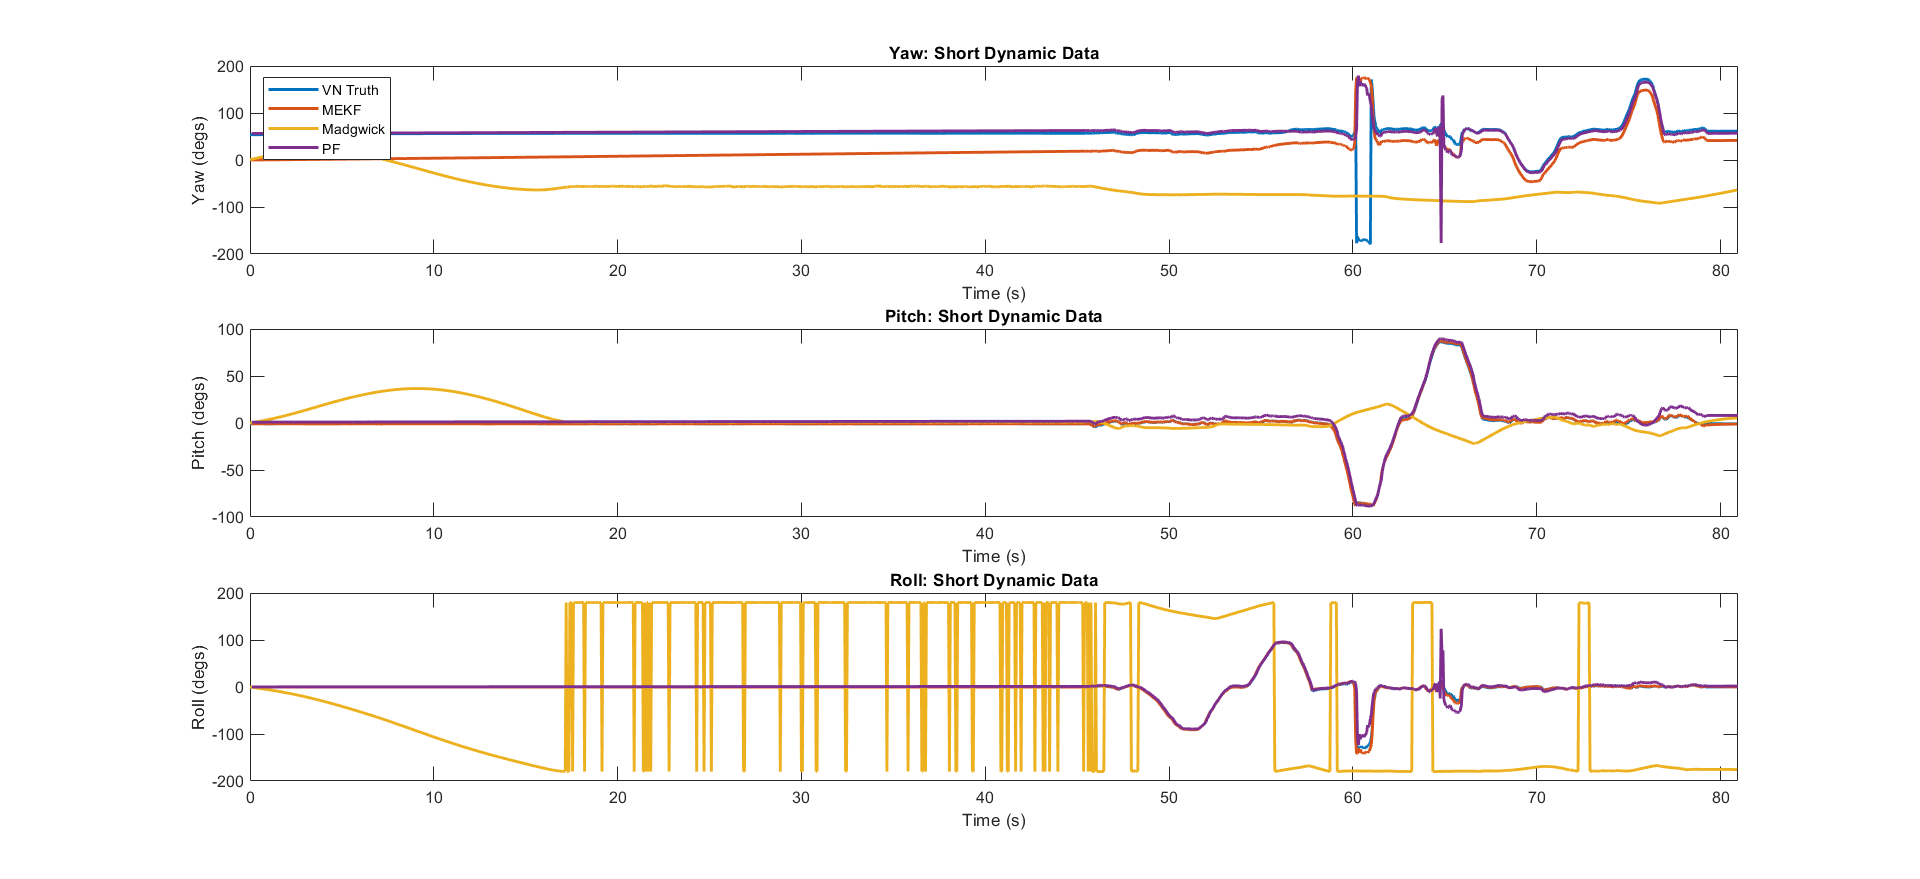 Yaw: Short Dynamic Data
200
100
0
-100
-200
Yaw (degs)
VN Truth
MEKF
Madgwick
PF
0 10 20 30 40 50 60 70 80
Time (s)
Pitch: Short Dynamic Data
100
50
0
-50
-100
Pitch (degs)
0 10 20 30 40 50 60 70 80
Time (s)
Roll: Short Dynamic Data
200
100
0
-100
-200
Roll (degs)
0 10 20 30 40 50 60 70 80
Time (s)